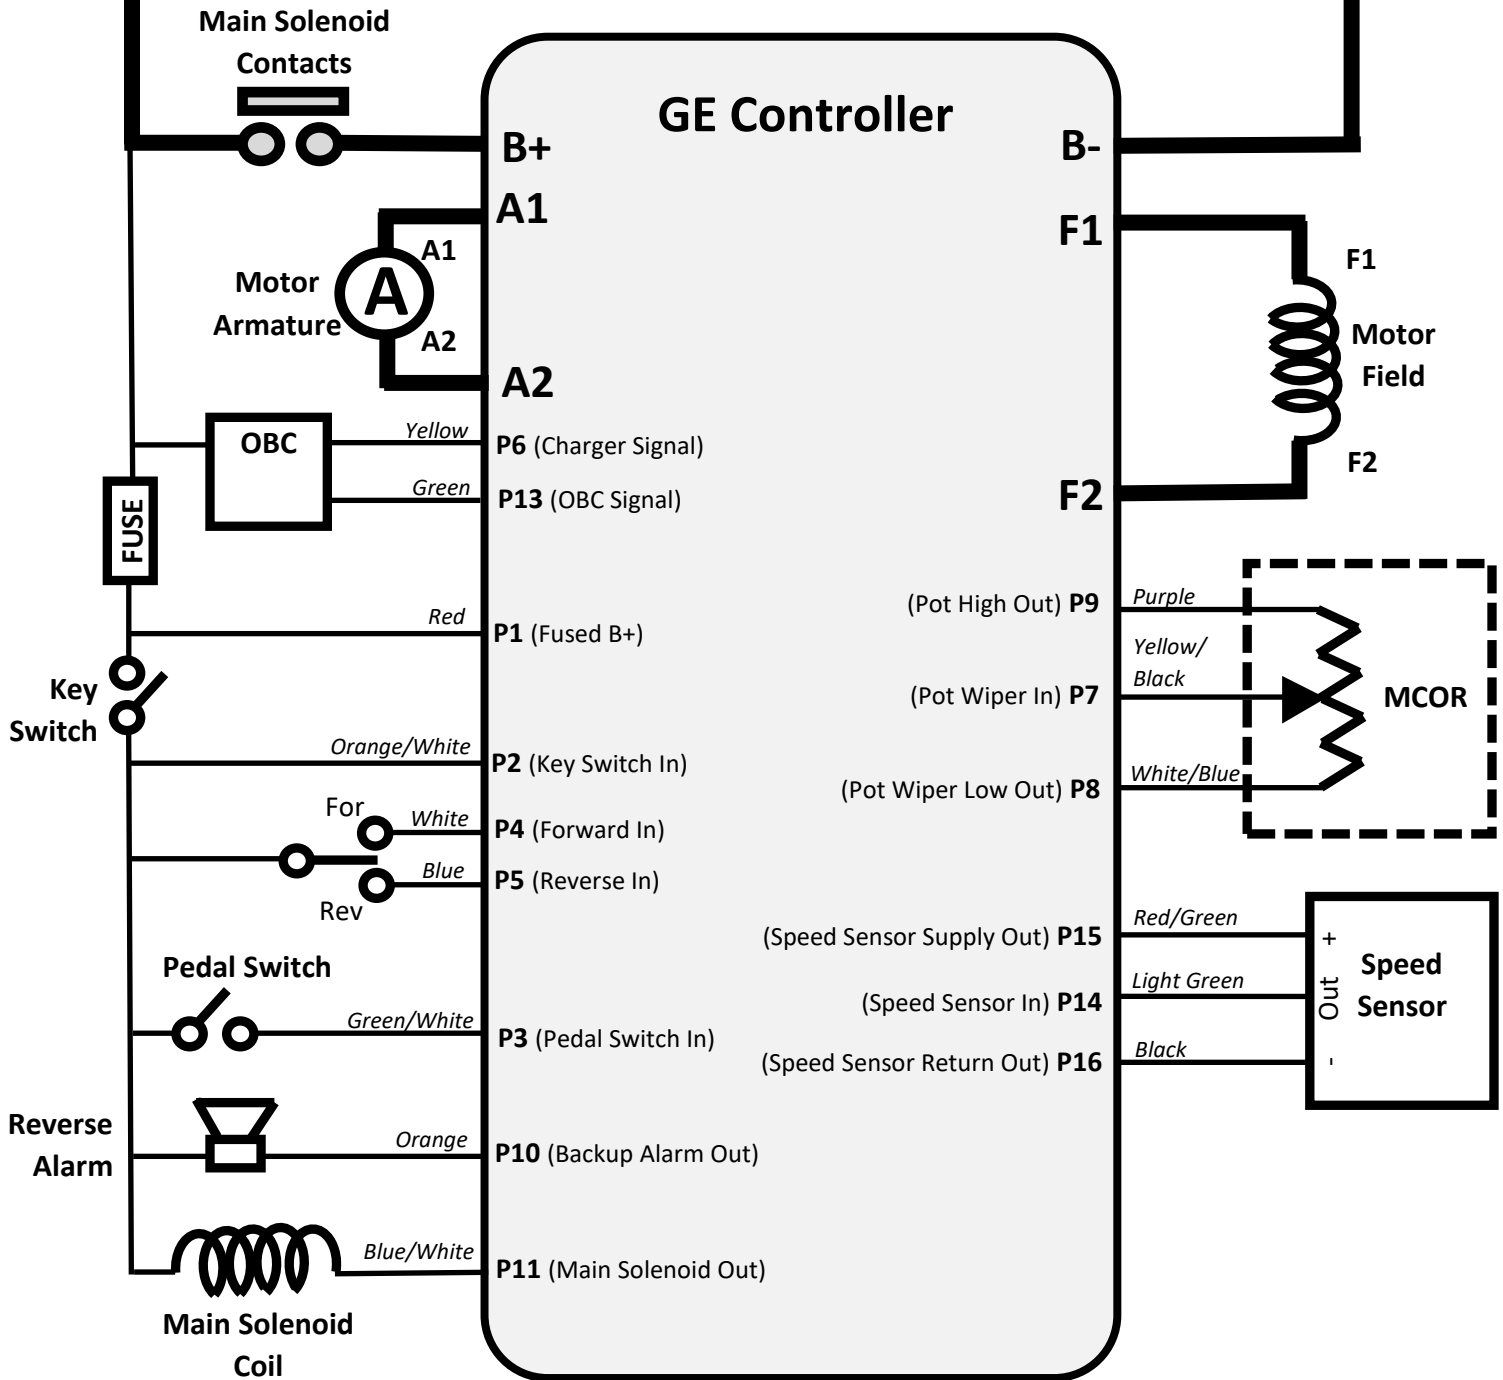 Main Solenoid
Contacts
GE Controller
B+
B-
A1
F1
A1
F1
Motor
Armature
A
A2
Motor
Field
A2
F2
F2
OBC
Yellow
P6 (Charger Signal)
Green
P13 (OBC Signal)
FUSE
Red
P1 (Fused B+)
(Pot High Out) P9
Purple
Yellow/
Black
(Pot Wiper In) P7
MCOR
Key
Switch
Orange/White
P2 (Key Switch In)
(Pot Wiper Low Out) P8
White/Blue
For
White
P4 (Forward In)
Blue
P5 (Reverse In)
Rev
(Speed Sensor Supply Out) P15
Red/Green
+
Pedal Switch
Speed
Sensor
Out
(Speed Sensor In) P14
Light Green
Green/White
P3 (Pedal Switch In)
(Speed Sensor Return Out) P16
Black
-
Reverse
Alarm
Orange
P10 (Backup Alarm Out)
Blue/White
P11 (Main Solenoid Out)
Main Solenoid
Coil